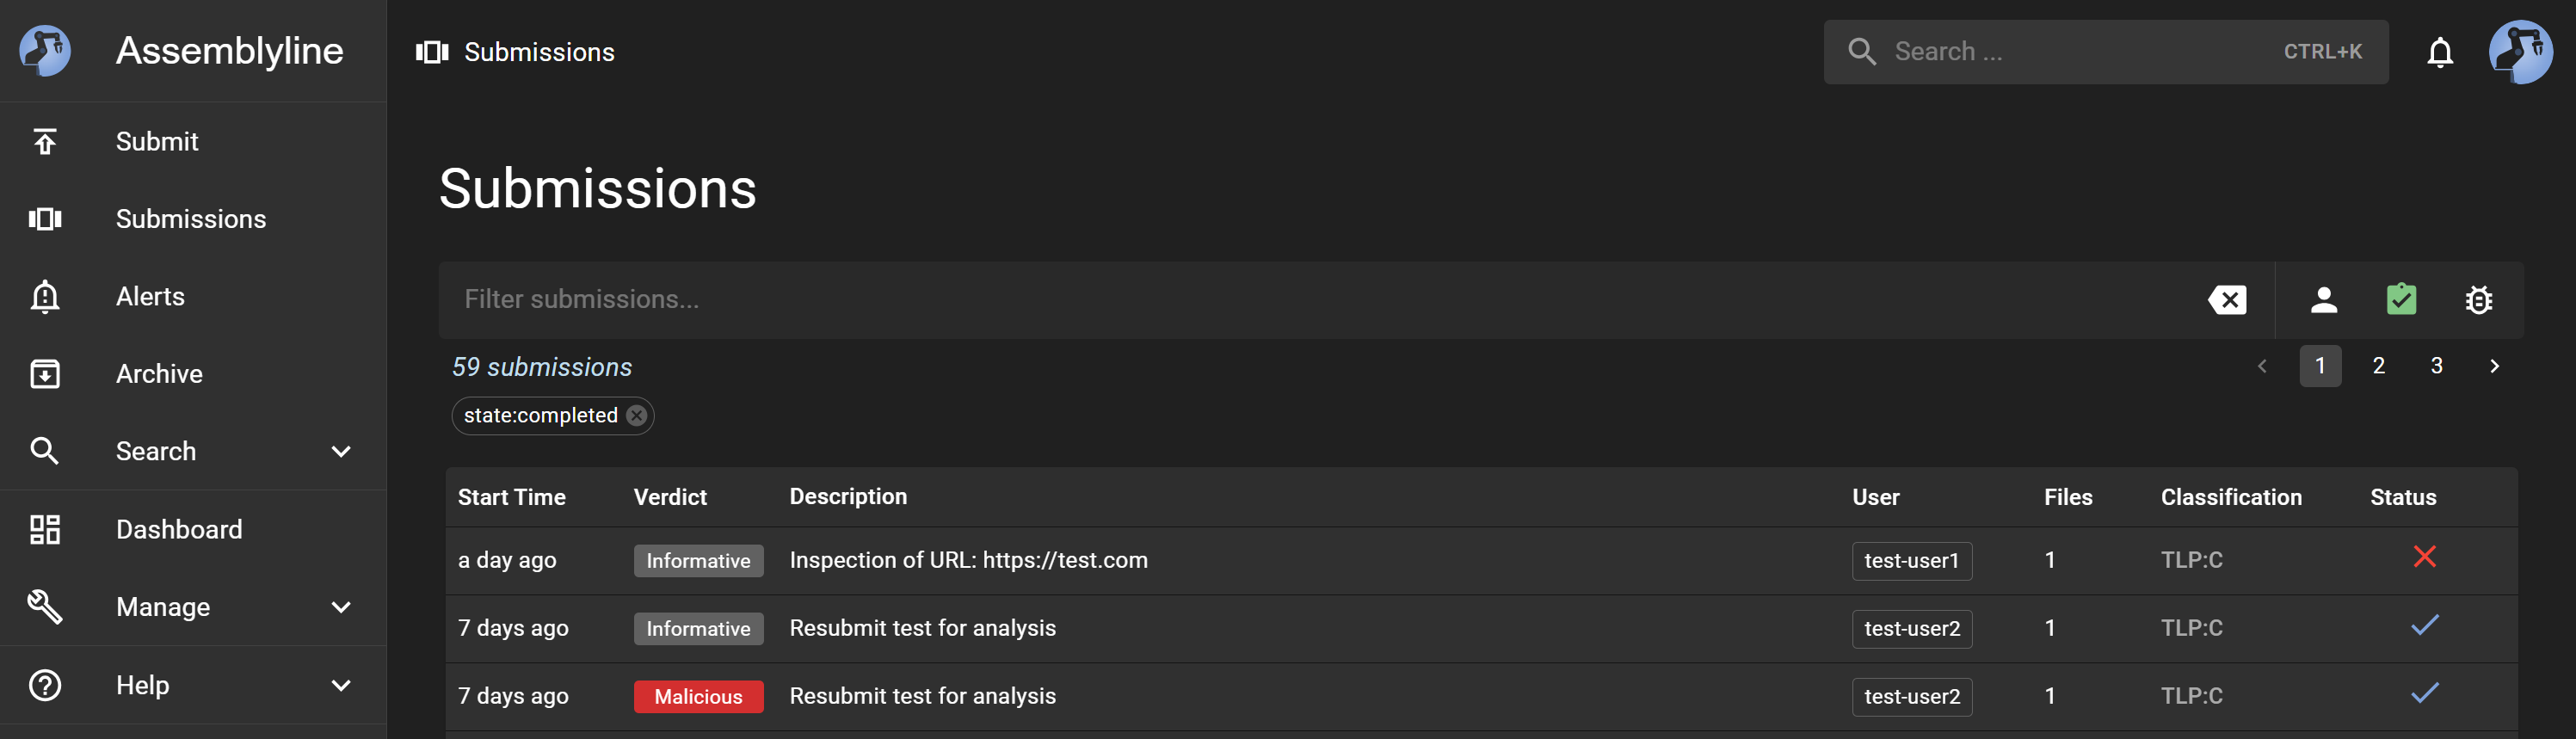 Assemblyline
Submit
Submissions
Alerts
Archive
Search
Dashboard
Manage
Help
Submissions
Search ... CTRL+K
Submissions
Filter submissions...
59 submissions
1 2 3
state:completed
Start Time Verdict Description User Files Classification Status
a day ago Informative Inspection of URL: https://test.com test-user1 1 TLP:C
7 days ago Informative Resubmit test for analysis test-user2 1 TLP:C
7 days ago Malicious Resubmit test for analysis test-user2 1 TLP:C